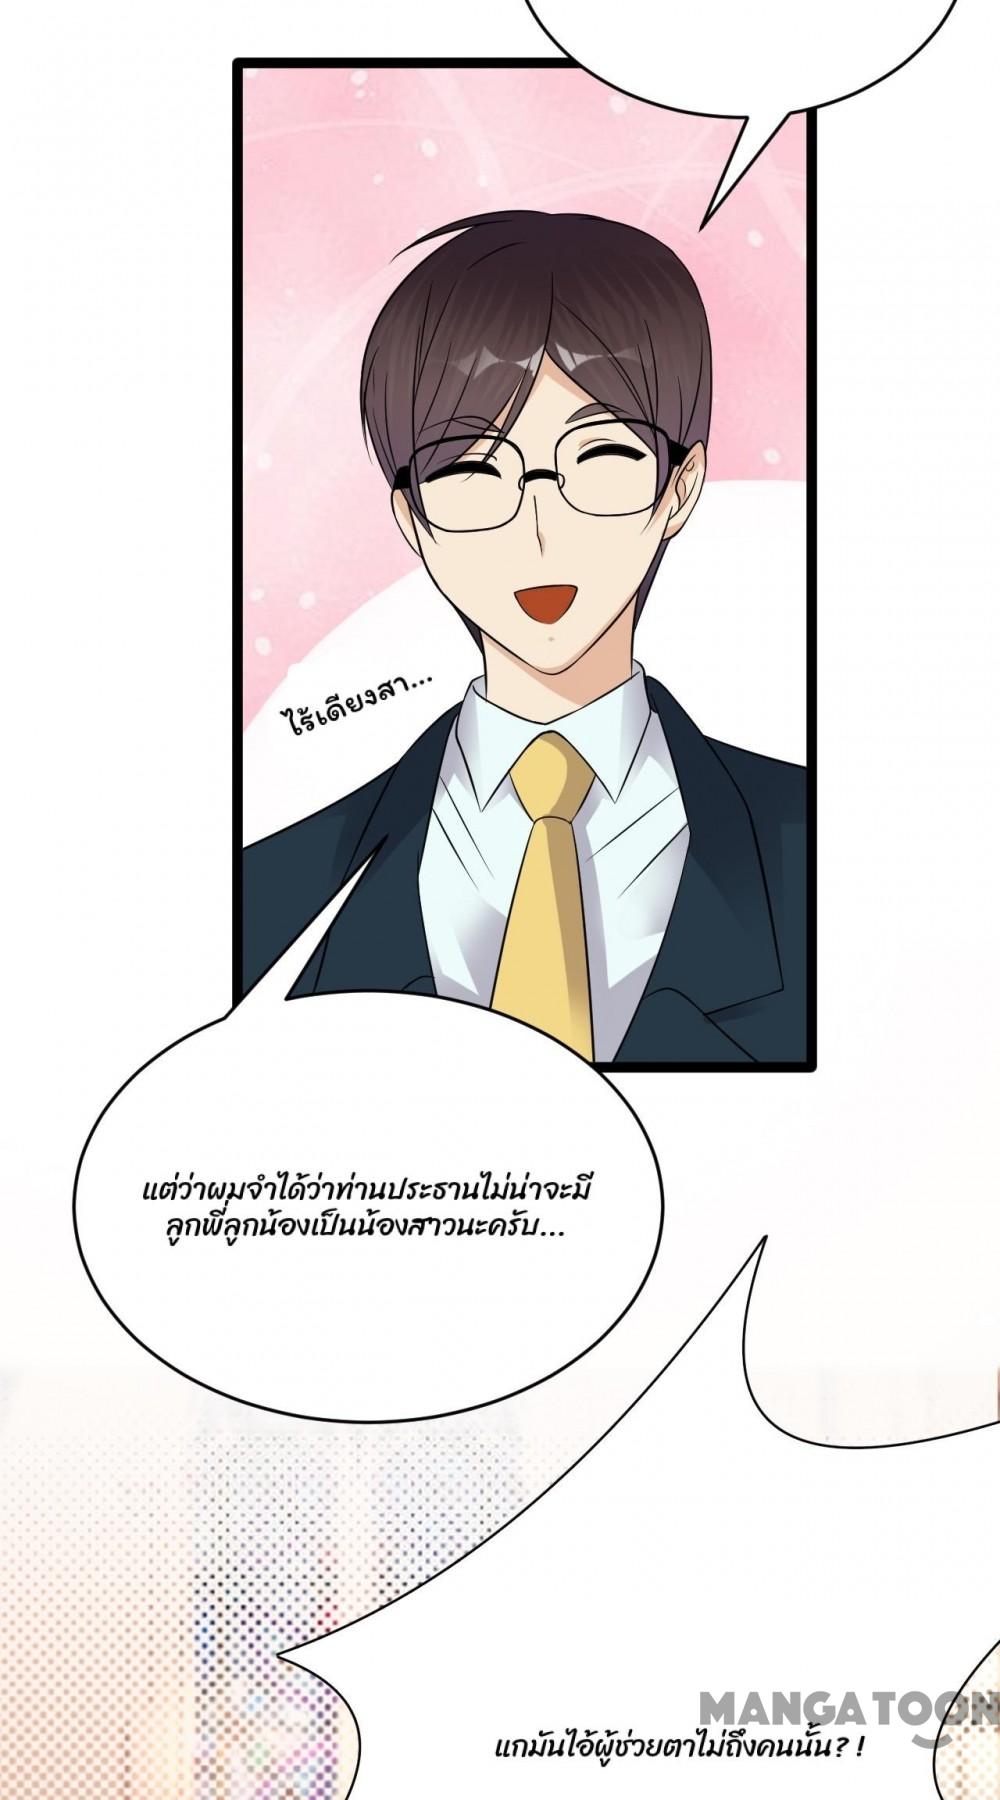 ไร้เดียงสา...
แต่ว่าผมจำได้ว่าท่านประธานไม่น่าจะมี
ลูกพี่ลูกน้องเป็นน้องสาวนะครับ...
MANGATOON
แกมันไอ้ผู้ช่วยตาไม่ถึงคนนั้น?!